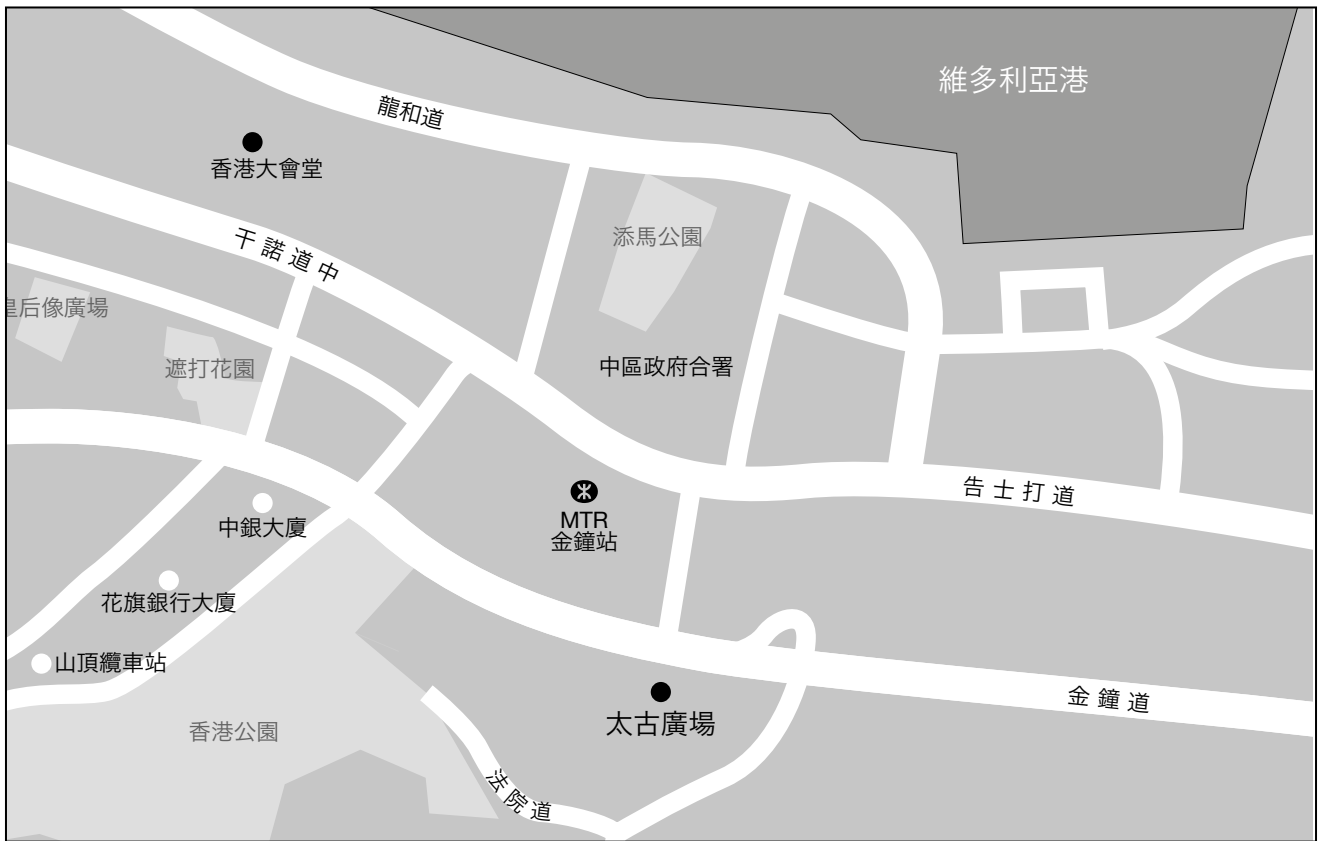 維多利亞港
龍和道
香港大會堂
添馬公園
干諾道中
皇后像廣場
遮打花園
中區政府合署
告士打道
MTR
金鐘站
中銀大廈
花旗銀行大廈
山頂纜車站
金鐘道
太古廣場
香港公園
法院道